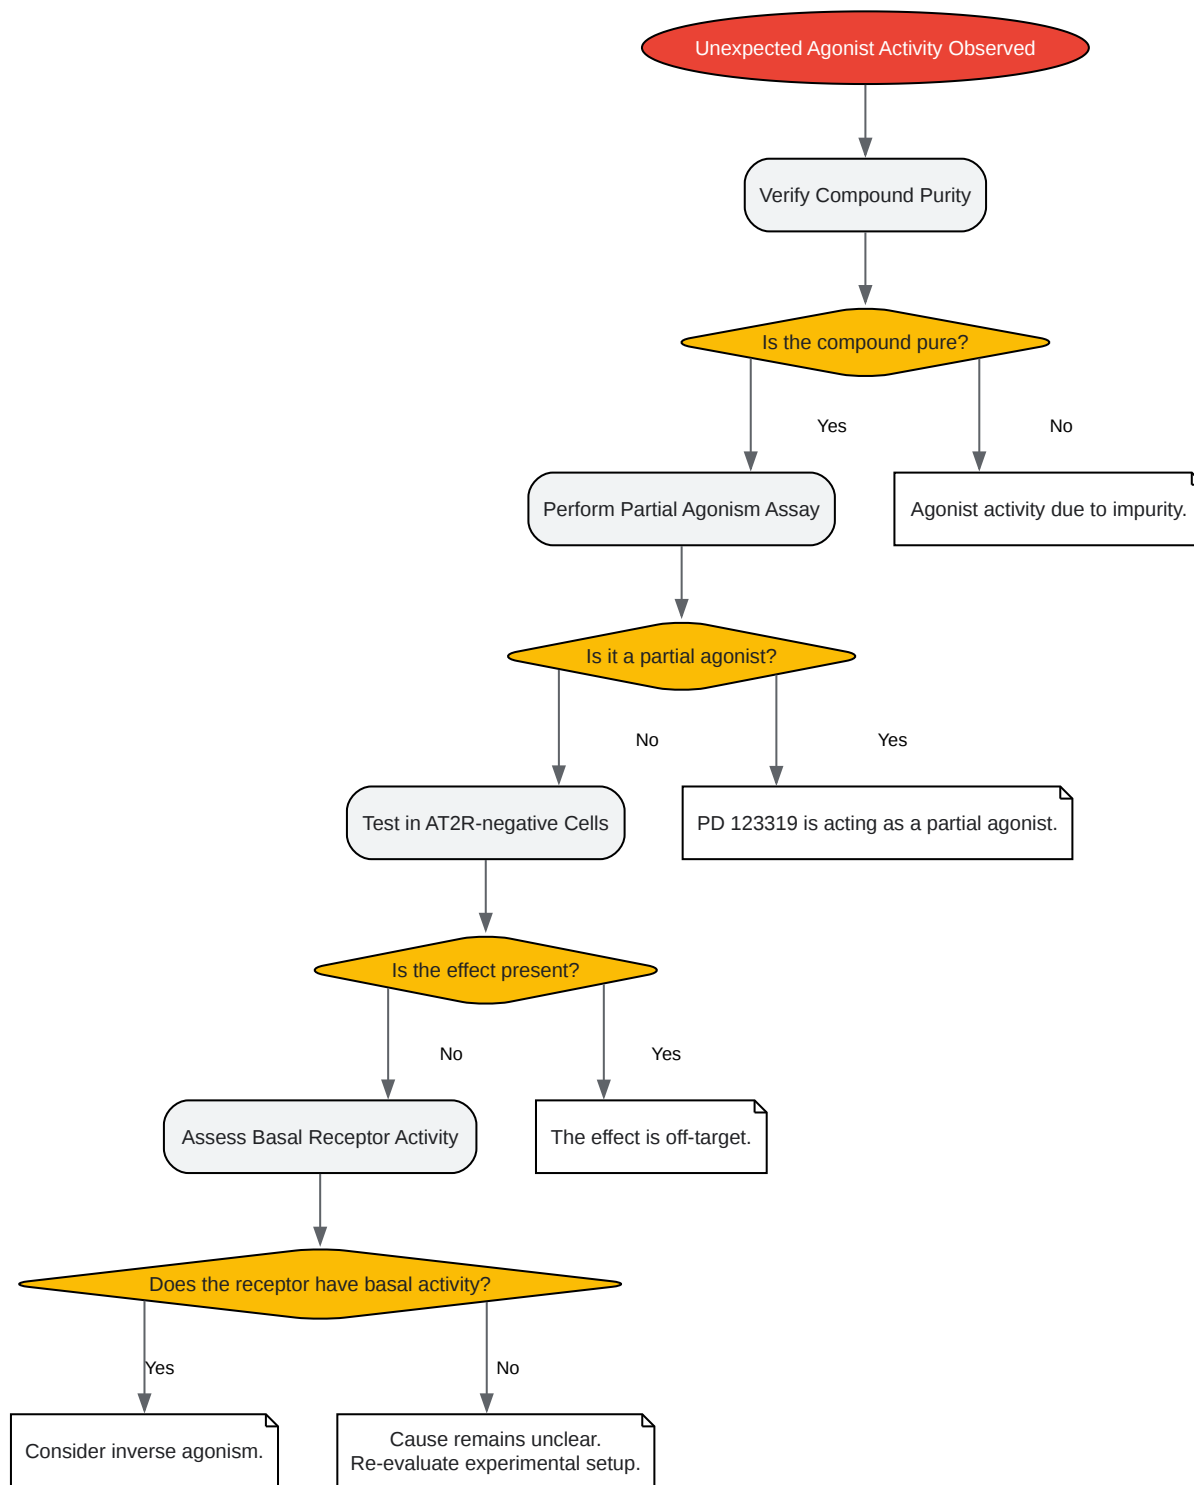 Unexpected Agonist Activity Observed
Verify Compound Purity
Is the compound pure?
Yes
No
Perform Partial Agonism Assay
Agonist activity due to impurity.
Is it a partial agonist?
No
Yes
Test in AT2R-negative Cells
PD 123319 is acting as a partial agonist.
Is the effect present?
No
Yes
Assess Basal Receptor Activity
The effect is off-target.
Does the receptor have basal activity?
Yes
No
Consider inverse agonism.
Cause remains unclear.
Re-evaluate experimental setup.